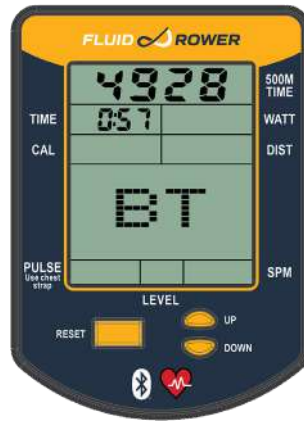 FLUID ROWER
4928
500M
TIME
TIME
0:57
WATT
CAL
DIST
BT
PULSE
Use chest
strap
SPM
LEVEL
RESET
UP
DOWN